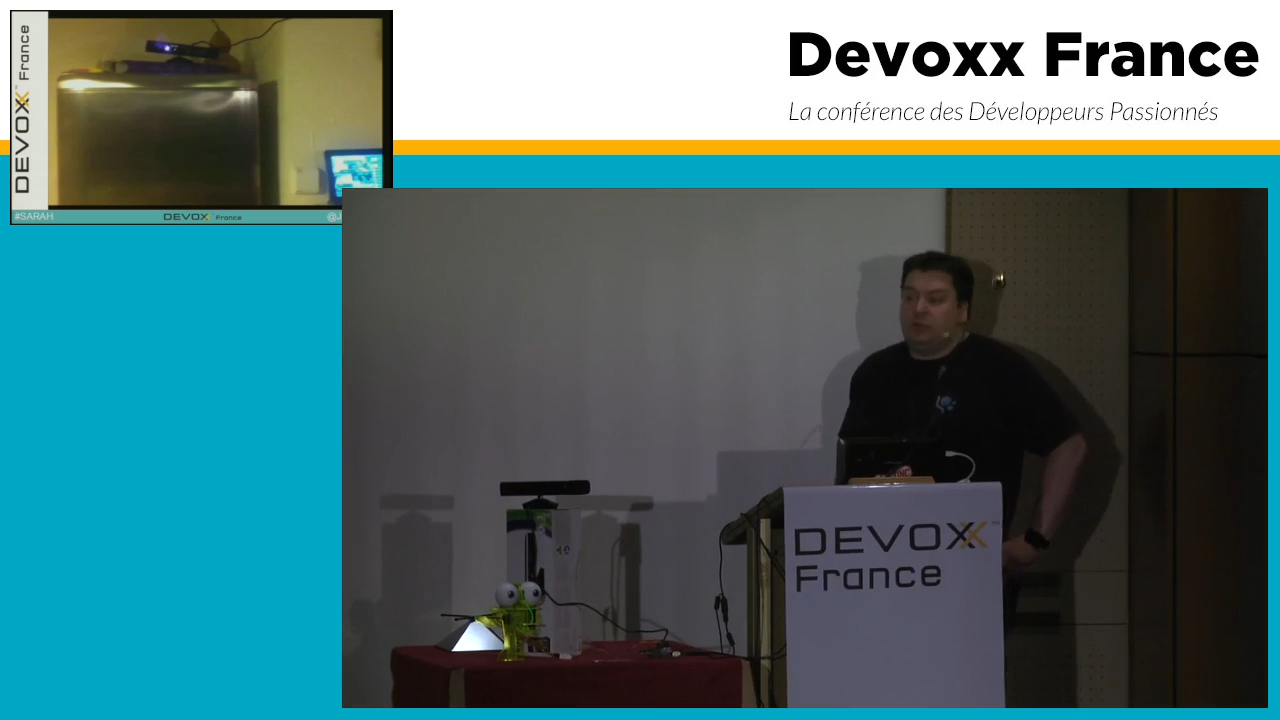 Devoxx France
La conférence des Développeurs Passionnés
DEVOXX France
#SARAH
DEVOXX France
@J
DEVOXX
France